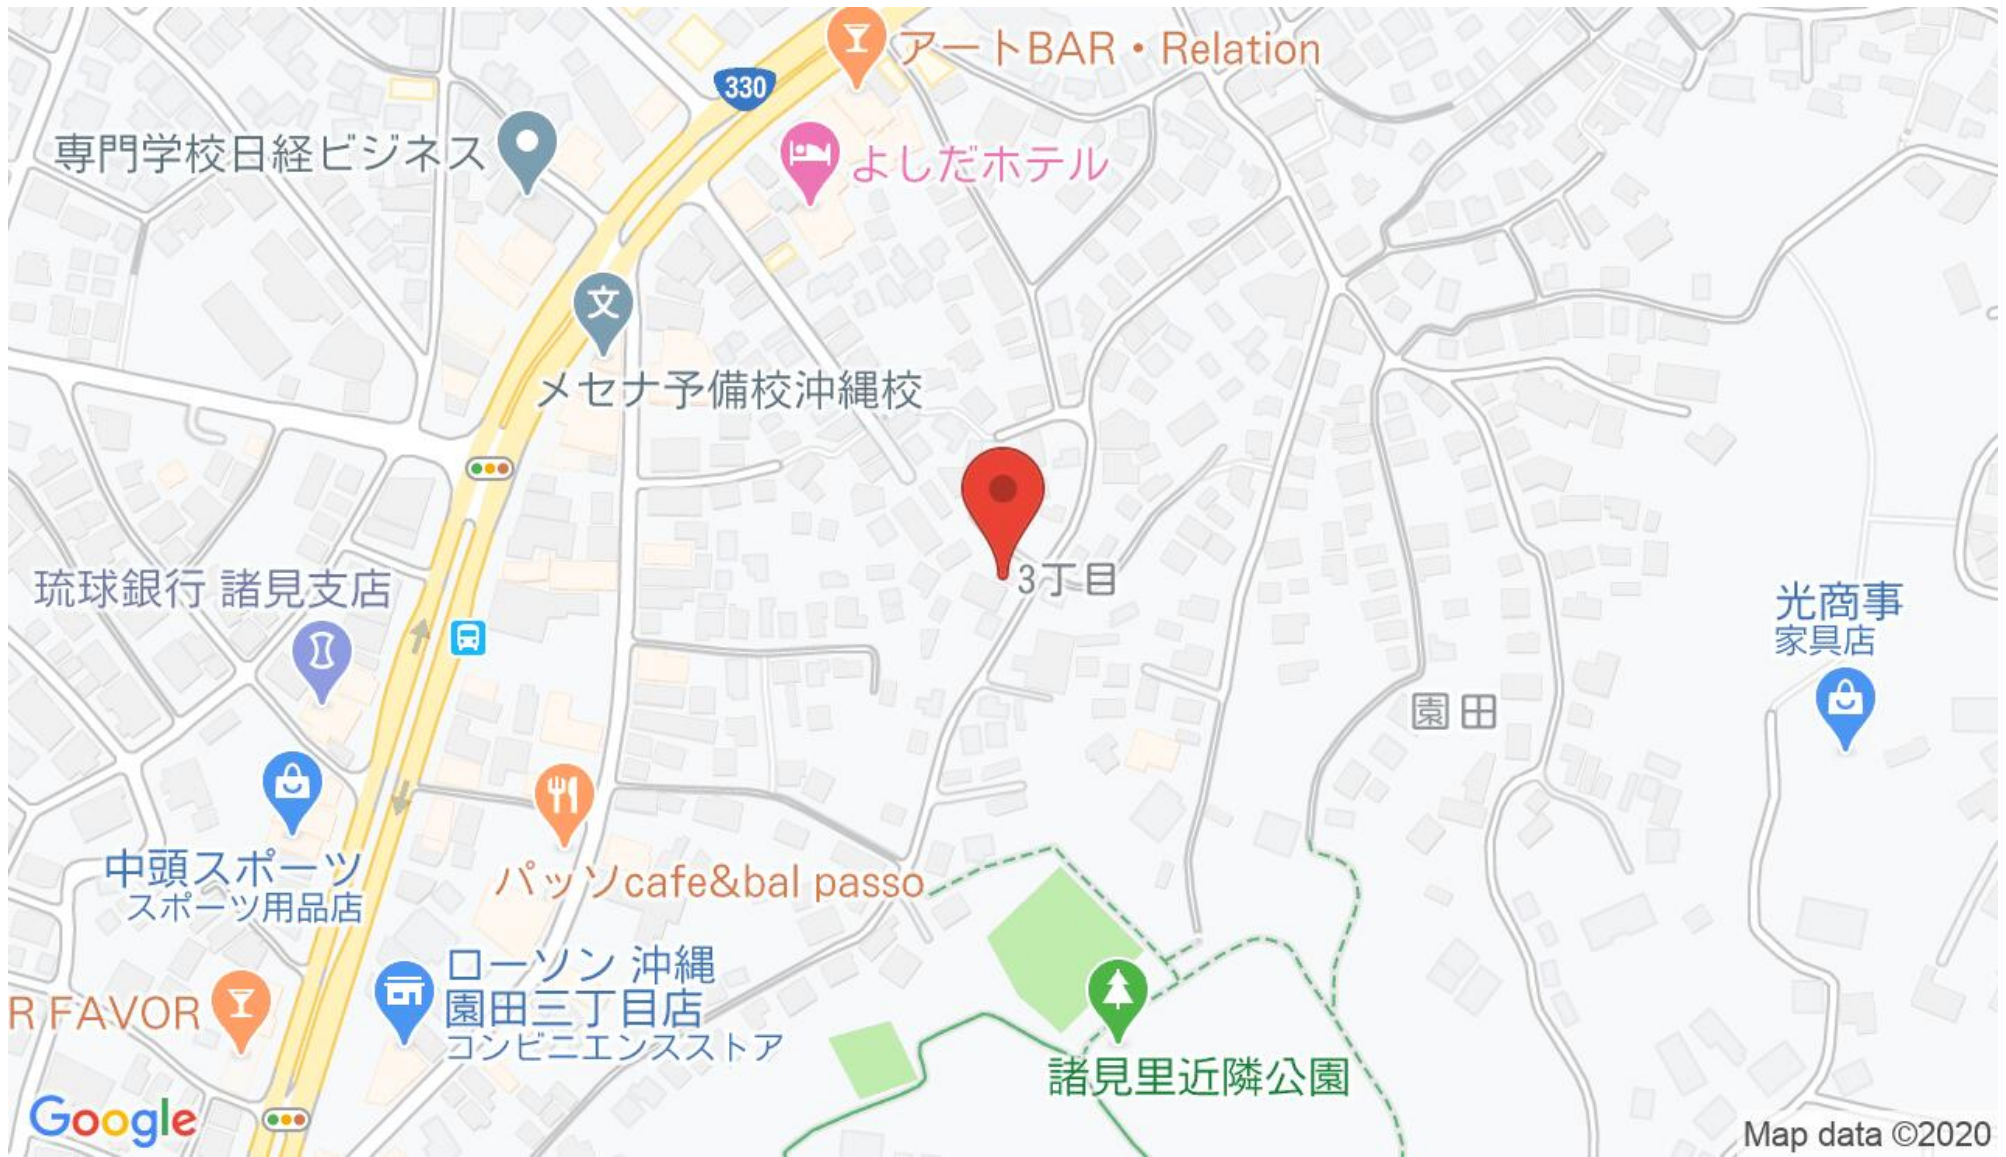 アートBAR・Relation
330
専門学校日経ビジネス
よしだホテル
文
メセナ予備校沖縄校
琉球銀行 諸見支店
3丁目
光商事
家具店
園田
中頭スポーツ
スポーツ用品店
パッソcafe&bal passo
ローソン 沖縄
園田三丁目店
コンビニエンスストア
R FAVOR
諸見里近隣公園
Google
Map data ©2020